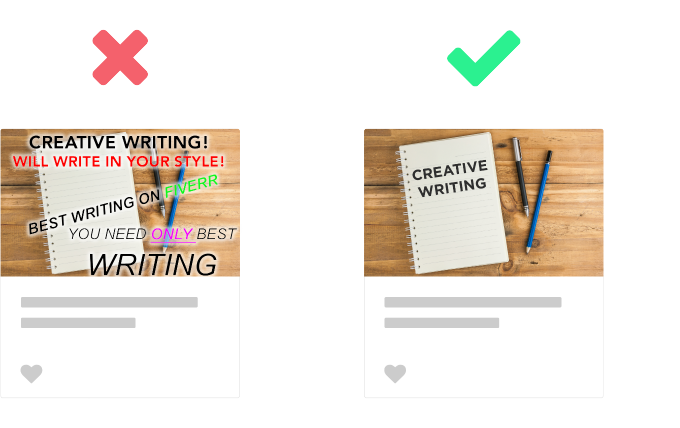 CREATIVE WRITING!
WILL WRITE IN YOUR STYLE!
BEST WRITING ON FIVERR
YOU NEED ONLY BEST
WRITING
CREATIVE
WRITING